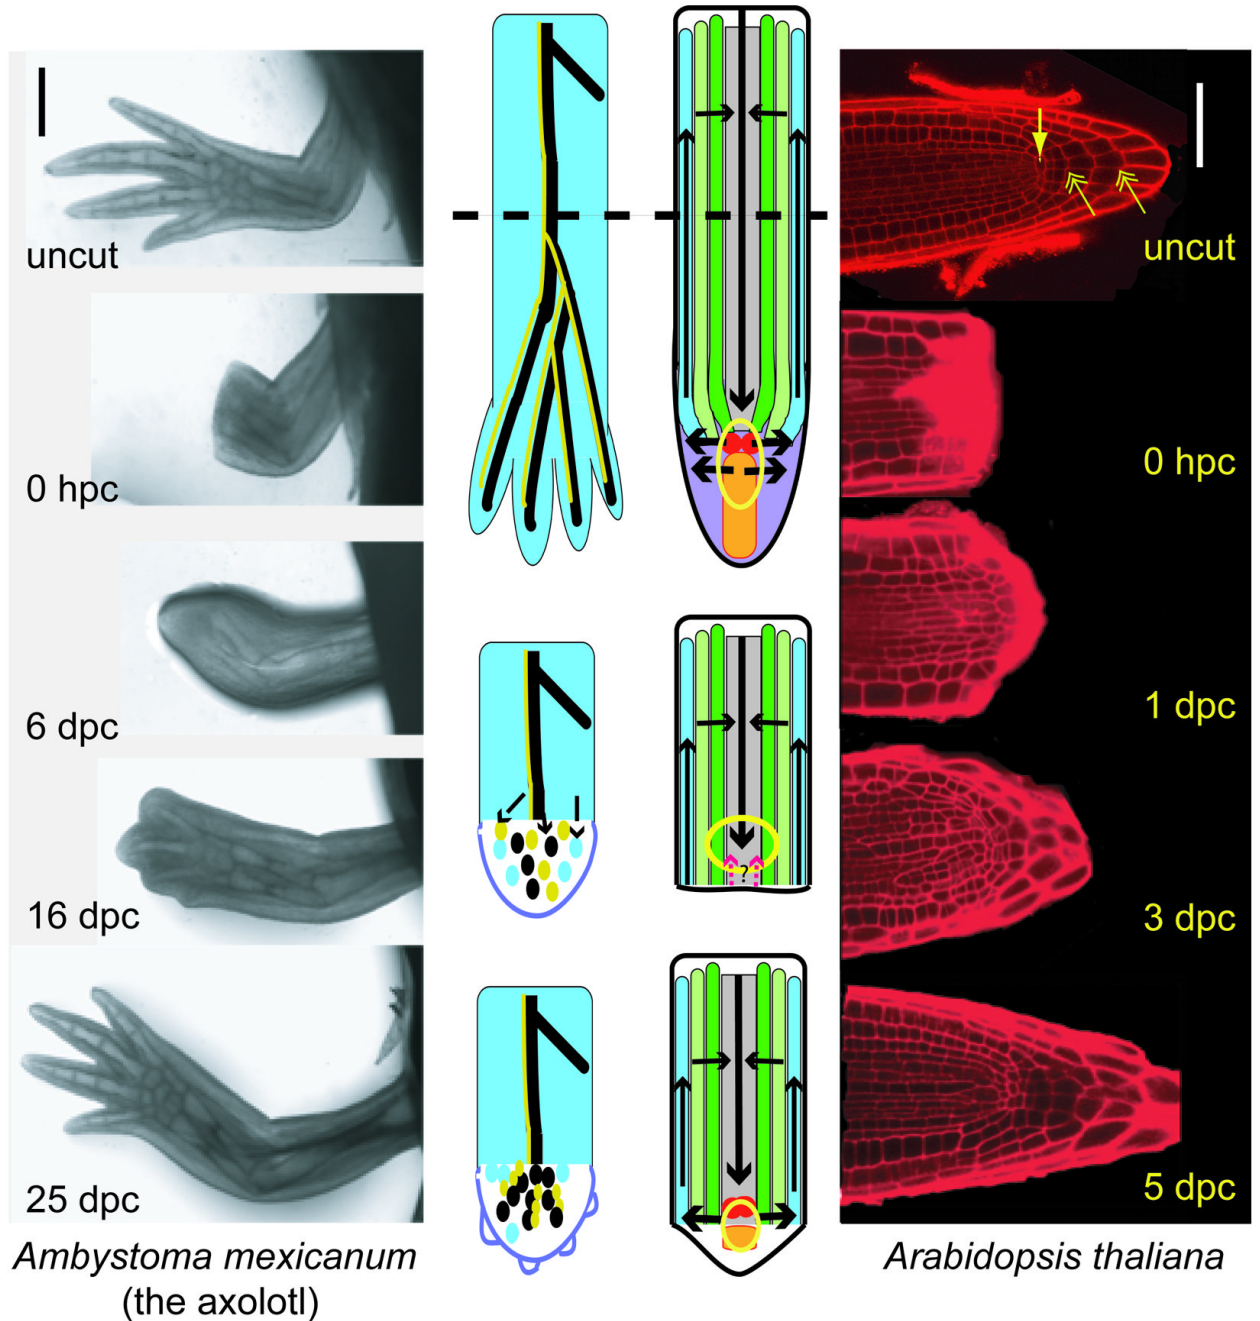 uncut
0 hpc
6 dpc
16 dpc
25 dpc
Ambystoma mexicanum
(the axolotl)
?
uncut
0 hpc
1 dpc
3 dpc
5 dpc
Arabidopsis thaliana